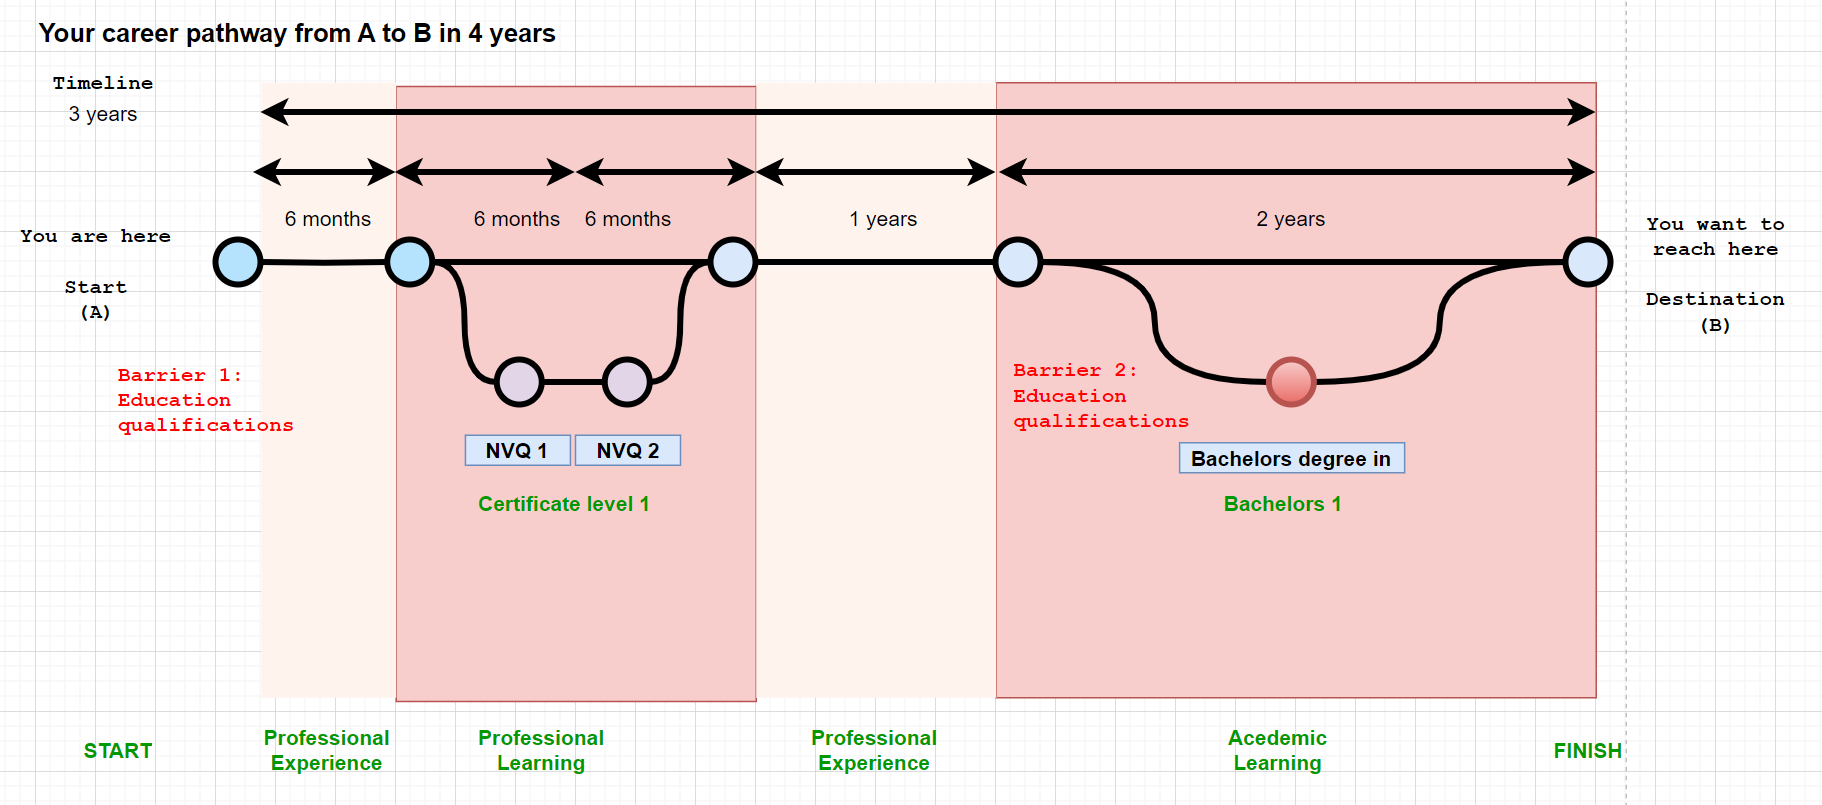 Your career pathway from A to B in 4 years
Timeline
3 years
6 months
6 months
6 months
1 years
2 years
You are here
Start
(A)
You want to
reach here
Destination
(B)
Barrier 1:
Education
qualifications
Barrier 2:
Education
qualifications
NVQ 1
NVQ 2
Bachelors degree in
Certificate level 1
Bachelors 1
START
Professional
Experience
Professional
Learning
Professional
Experience
Acedemic
Learning
FINISH